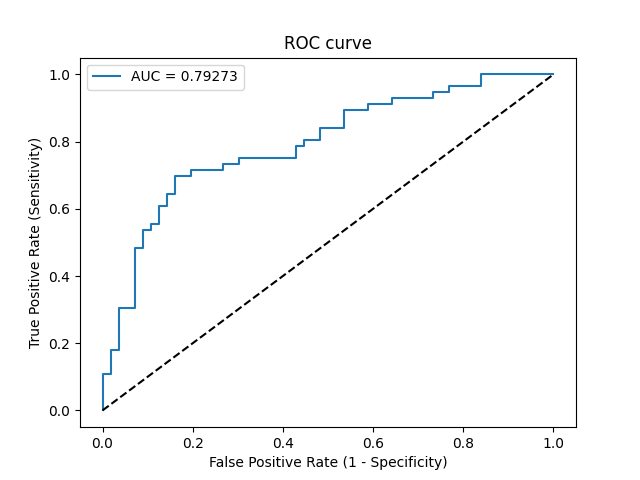 ROC curve
AUC = 0.79273
True Positive Rate (Sensitivity)
1.0
0.8
0.6
0.4
0.2
0.0
0.0 0.2 0.4 0.6 0.8 1.0
False Positive Rate (1 - Specificity)